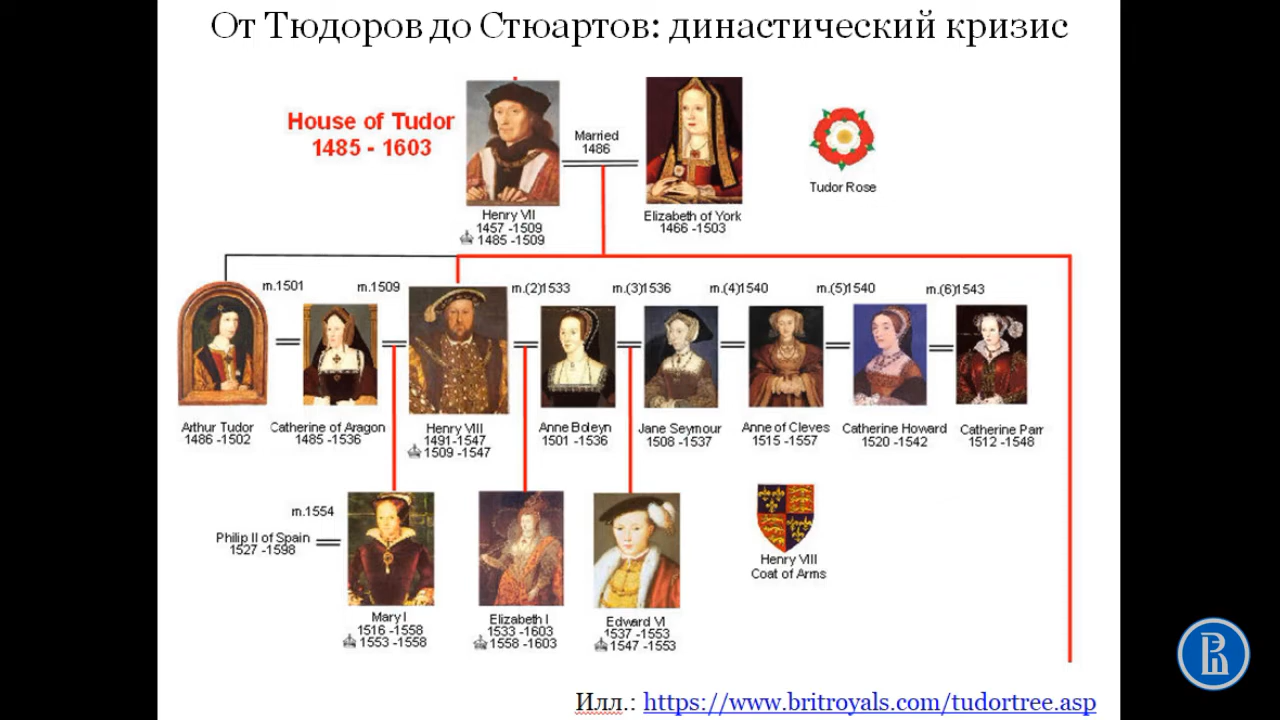 От Тюдоров до Стюартов: династический кризис
House of Tudor
1485 - 1603
Married
1486
Tudor Rose
Henry VII
1457 -1509
1485 -1509
Elizabeth of York
1466 -1503
m.1501
m.1509
m.(2)1533
m.(3)1536
m.(4)1540
m.(5)1540
m.(6)1543
Arthur Tudor
1486 -1502
Catherine of Aragon
1485 -1536
Henry VIII
1491-1547
1509 -1547
Anne Boleyn
1501 -1536
Jane Seymour
1508 -1537
Anne of Cleves
1515 -1557
Catherine Howard
1520 -1542
Catherine Parr
1512 -1548
m.1554
Philip II of Spain
1527 -1598
Mary I
1516 -1558
1553 -1558
Elizabeth I
1533 -1603
1558 -1603
Edward VI
1537 -1553
1547 -1553
Henry VIII
Coat of Arms
Илл.: https://www.britroyals.com/tudortree.asp